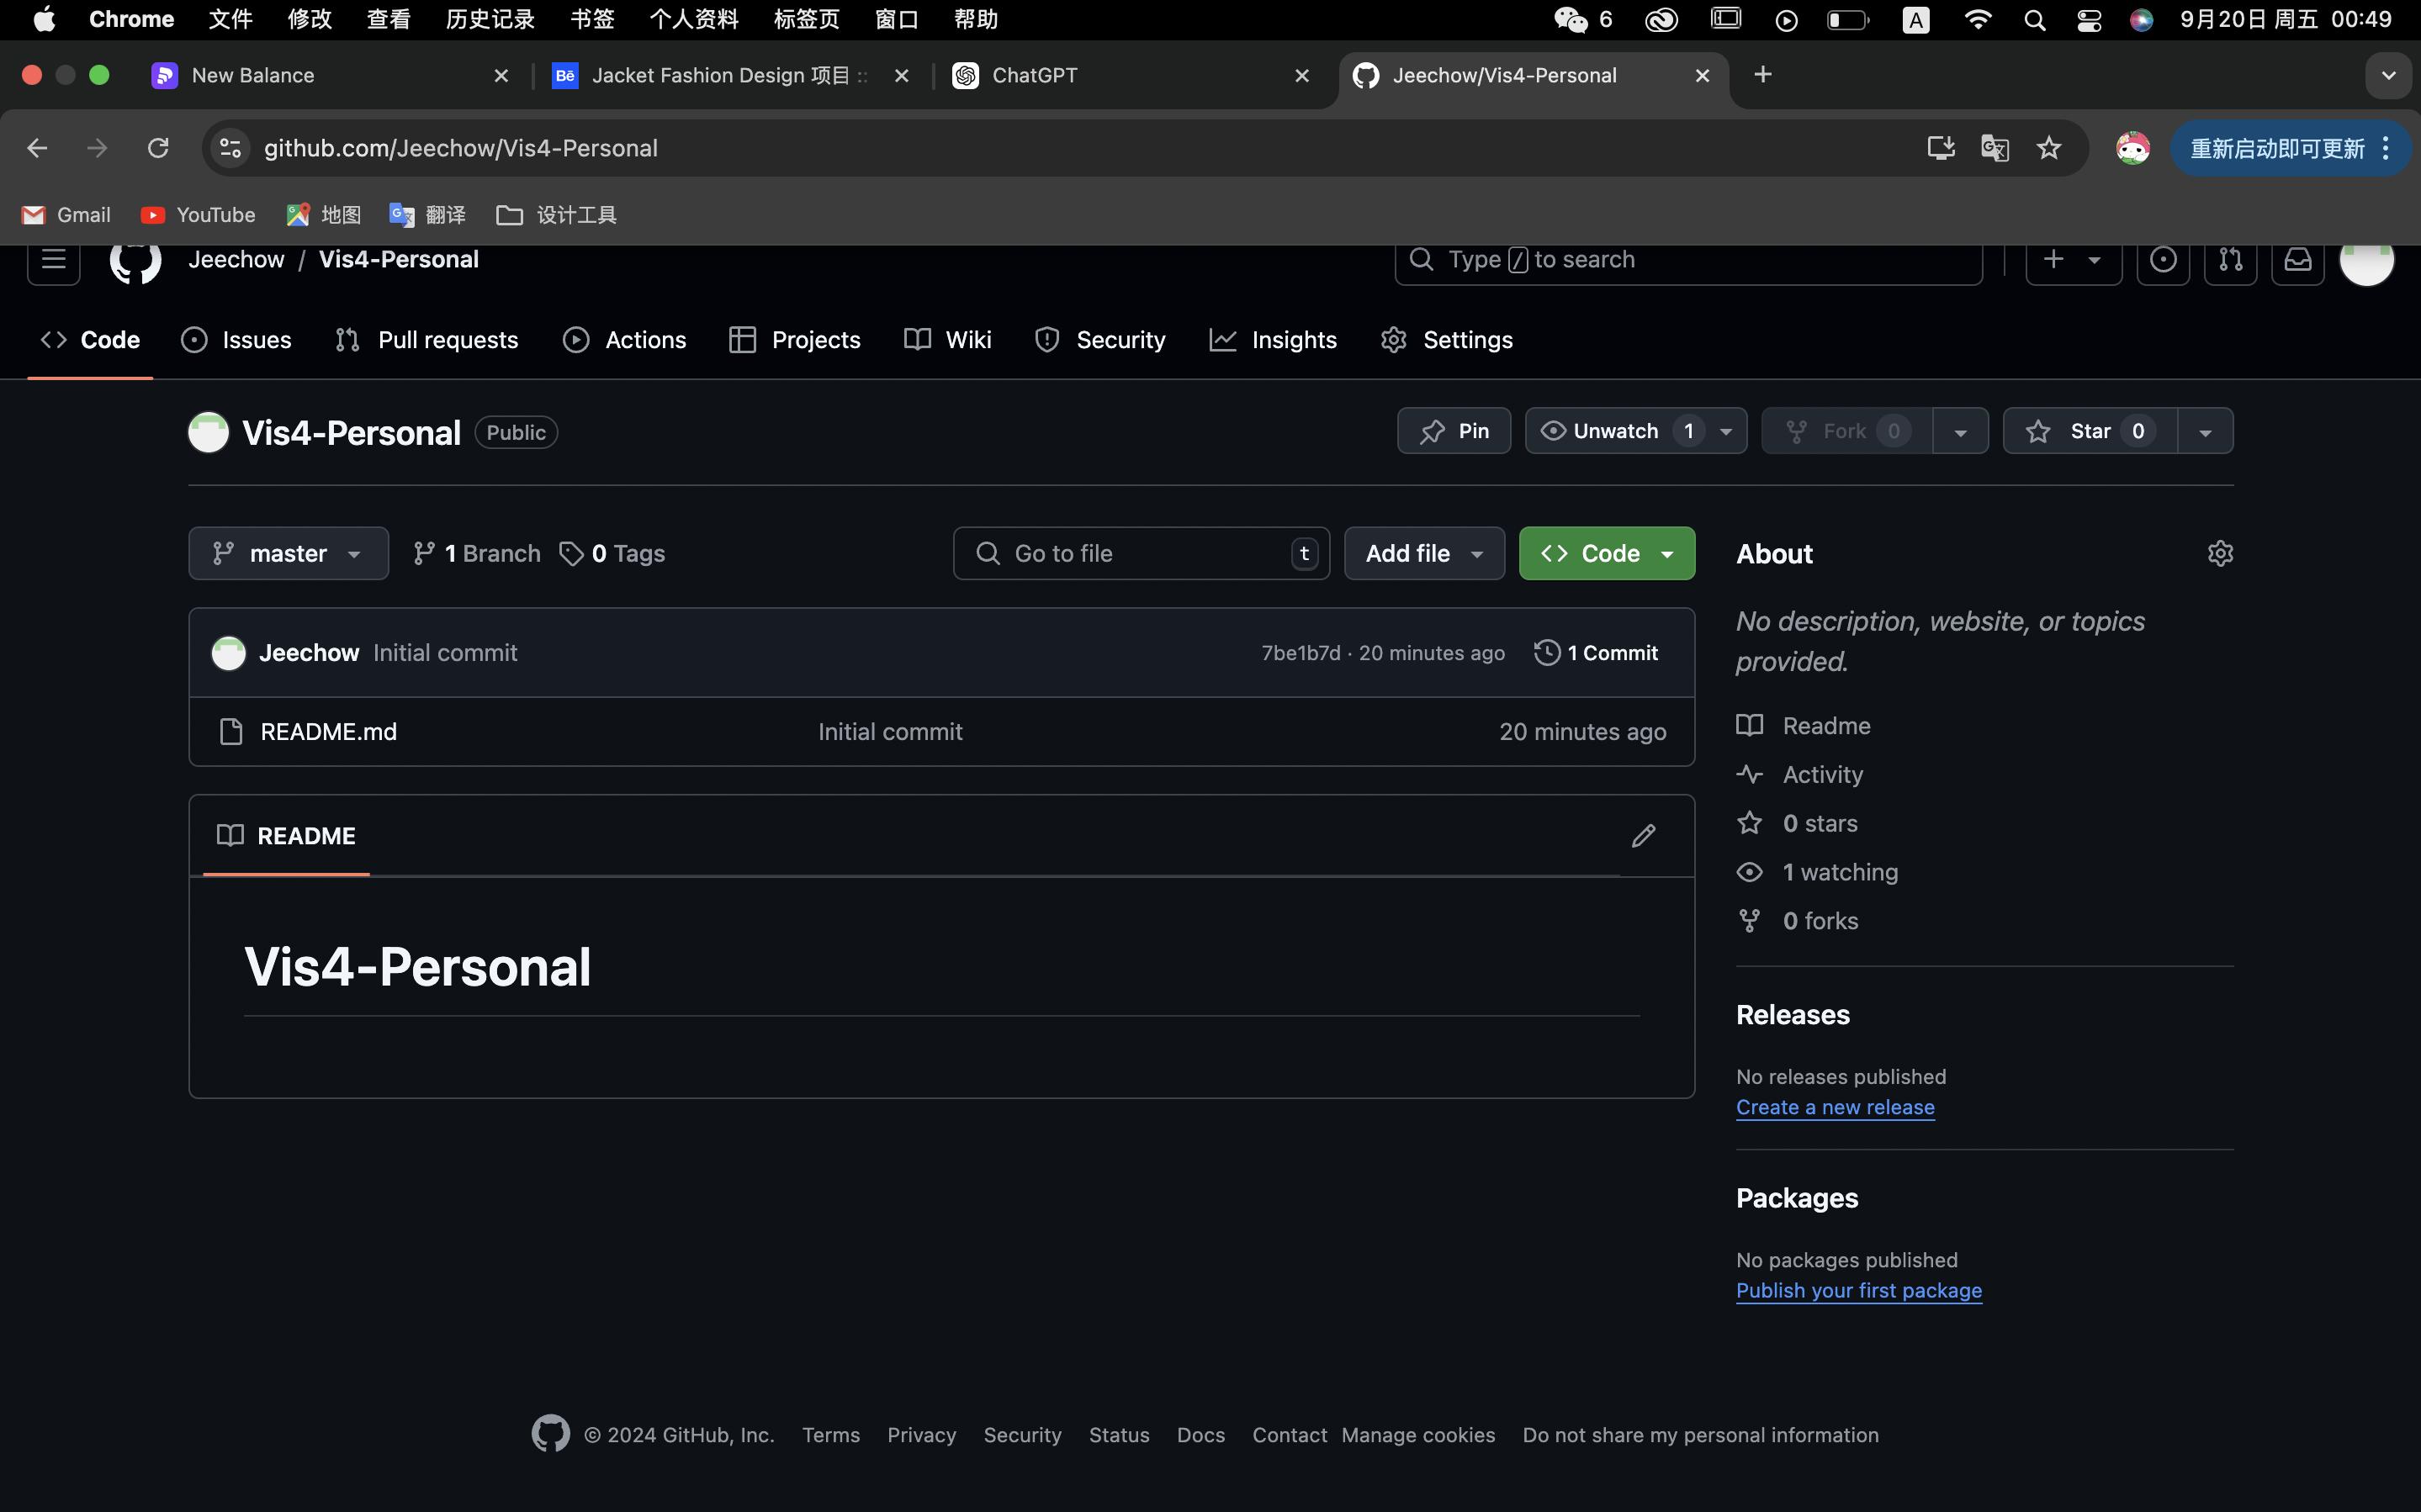 Chrome 文件 修改 查看 历史记录 书签 个人资料 标签页 窗口 帮助 6 A 9月20日 周五 00:49
New Balance Bē Jacket Fashion Design 项目 :: ChatGPT Jeechow/Vis4-Personal
github.com/Jeechow/Vis4-Personal 重新启动即可更新
Gmail YouTube 地图 翻译 设计工具
Jeechow / Vis4-Personal Type / to search
Code Issues Pull requests Actions Projects Wiki Security Insights Settings
Vis4-Personal Public Pin Unwatch 1 Fork 0 Star 0
master 1 Branch 0 Tags Go to file t Add file Code
Jeechow Initial commit 7be1b7d · 20 minutes ago 1 Commit
README.md Initial commit 20 minutes ago
README
Vis4-Personal
About
No description, website, or topics
provided.
Readme
Activity
0 stars
1 watching
0 forks
Releases
No releases published
Create a new release
Packages
No packages published
Publish your first package
© 2024 GitHub, Inc. Terms Privacy Security Status Docs Contact Manage cookies Do not share my personal information